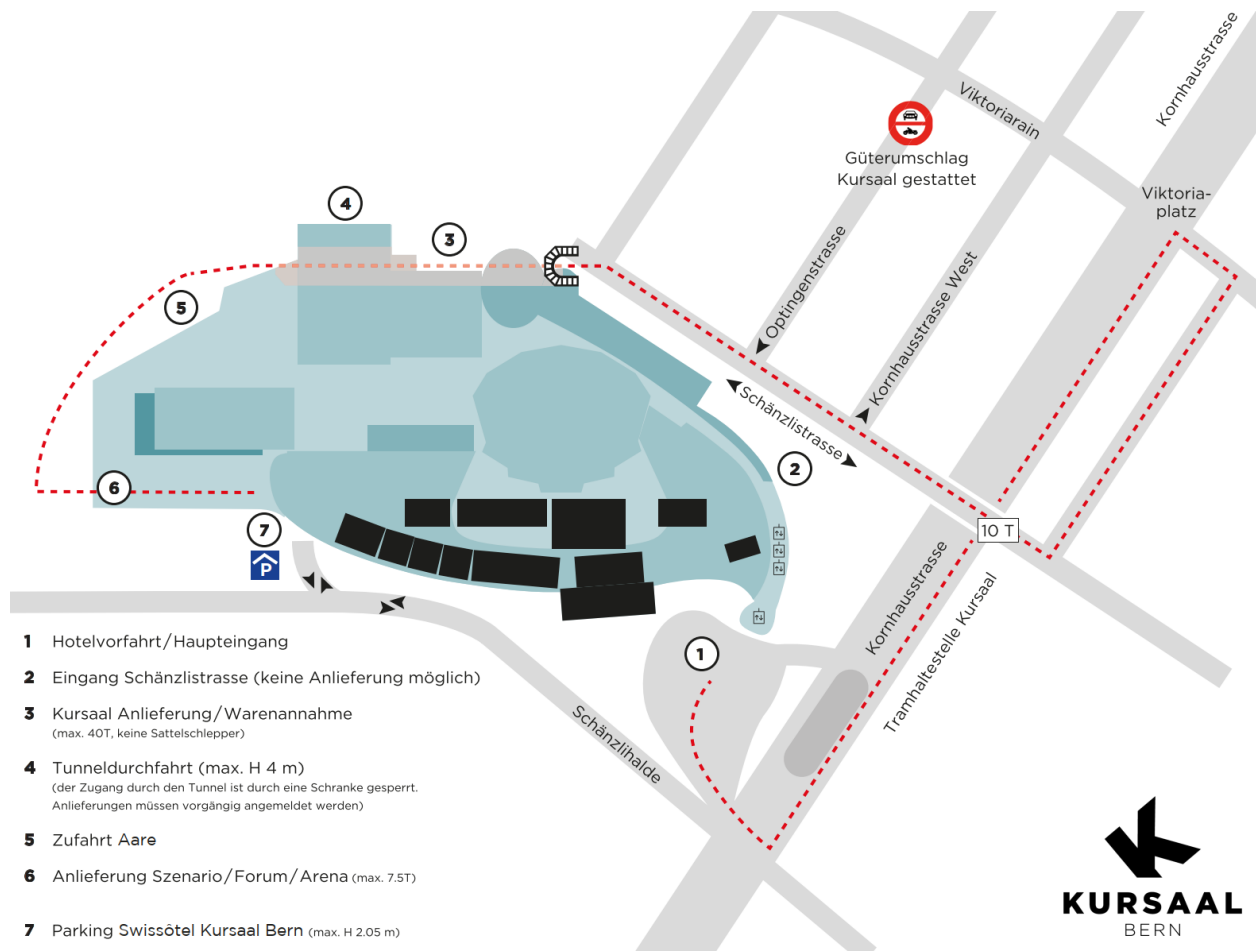 Kornhausstrasse
Viktoriarain
Güterumschlag
Kursaal gestattet
Viktoria-
platz
4
3
5
Optingenstrasse
Kornhausstrasse West
Schänzlistrasse
2
6
7
P
10 T
Kornhausstrasse
Tramhaltestelle Kursaal
1
Schänzlihalde
1 Hotelvorfahrt/Haupteingang
2 Eingang Schänzlistrasse (keine Anlieferung möglich)
3 Kursaal Anlieferung/Warenannahme
(max. 40T, keine Sattelschlepper)
4 Tunneldurchfahrt (max. H 4 m)
(der Zugang durch den Tunnel ist durch eine Schranke gesperrt.
Anlieferungen müssen vorgängig angemeldet werden)
5 Zufahrt Aare
6 Anlieferung Szenario/Forum/Arena (max. 7.5T)
7 Parking Swissôtel Kursaal Bern (max. H 2.05 m)
KURSAAL
BERN